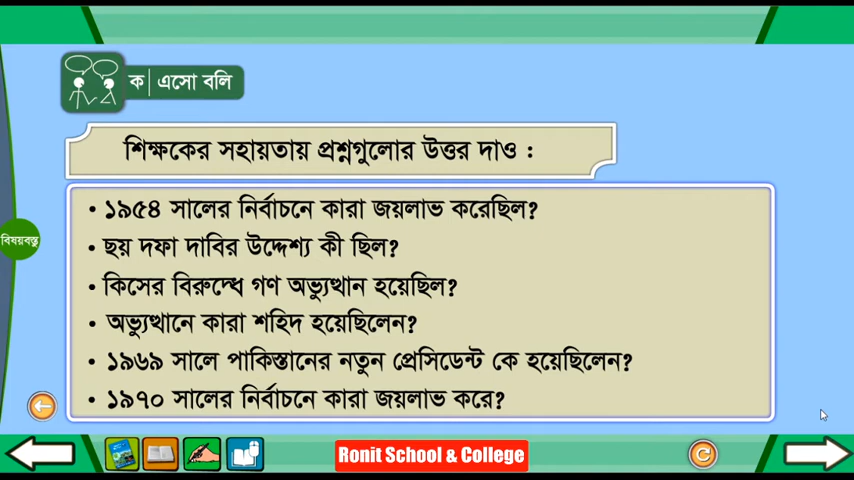 ক | এসো বলি
শিক্ষকের সহায়তায় প্রশ্নগুলোর উত্তর দাও :
• ১৯৫৪ সালের নির্বাচনে কারা জয়লাভ করেছিল?
• ছয় দফা দাবির উদ্দেশ্য কী ছিল?
• কিসের বিরুদ্ধে গণ অভ্যুত্থান হয়েছিল?
• অভ্যুত্থানে কারা শহিদ হয়েছিলেন?
• ১৯৬৯ সালে পাকিস্তানের নতুন প্রেসিডেন্ট কে হয়েছিলেন?
• ১৯৭০ সালের নির্বাচনে কারা জয়লাভ করে?
বিষয়বস্তু
Ronit School & College